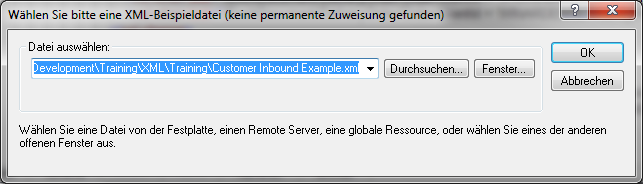 Wählen Sie bitte eine XML-Beispieldatei (keine permanente Zuweisung gefunden)
Datei auswählen:
Development\Training\XML\Training\Customer Inbound Example.xml
Durchsuchen...
Fenster...
OK
Abbrechen
Wählen Sie eine Datei von der Festplatte, einen Remote Server, eine globale Ressource, oder wählen Sie eines der anderen
offenen Fenster aus.